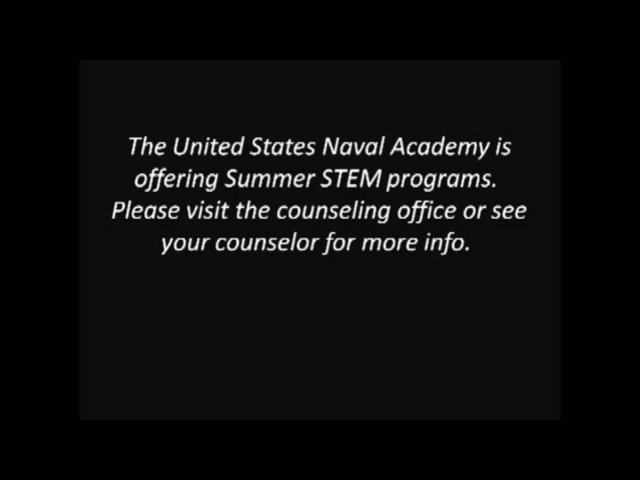 The United States Naval Academy is
offering Summer STEM programs.
Please visit the counseling office or see
your counselor for more info.